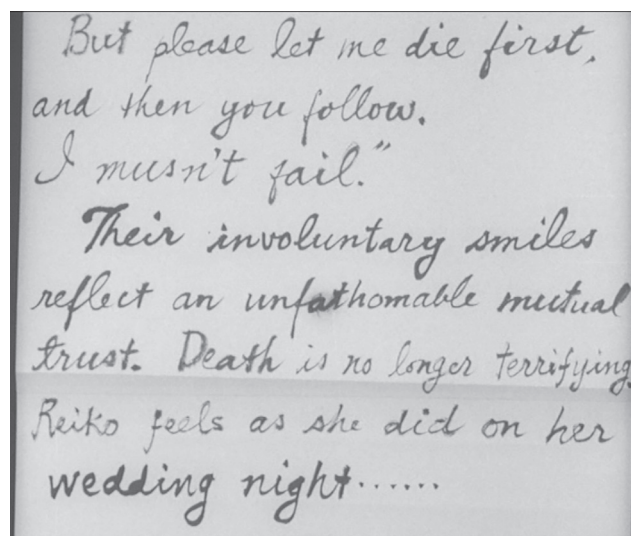 But please let me die first,
and then you follow.
I musn't fail."
Their involuntary smiles
reflect an unfathomable mutual
trust. Death is no longer terrifying.
Reiko feels as she did on her
wedding night......